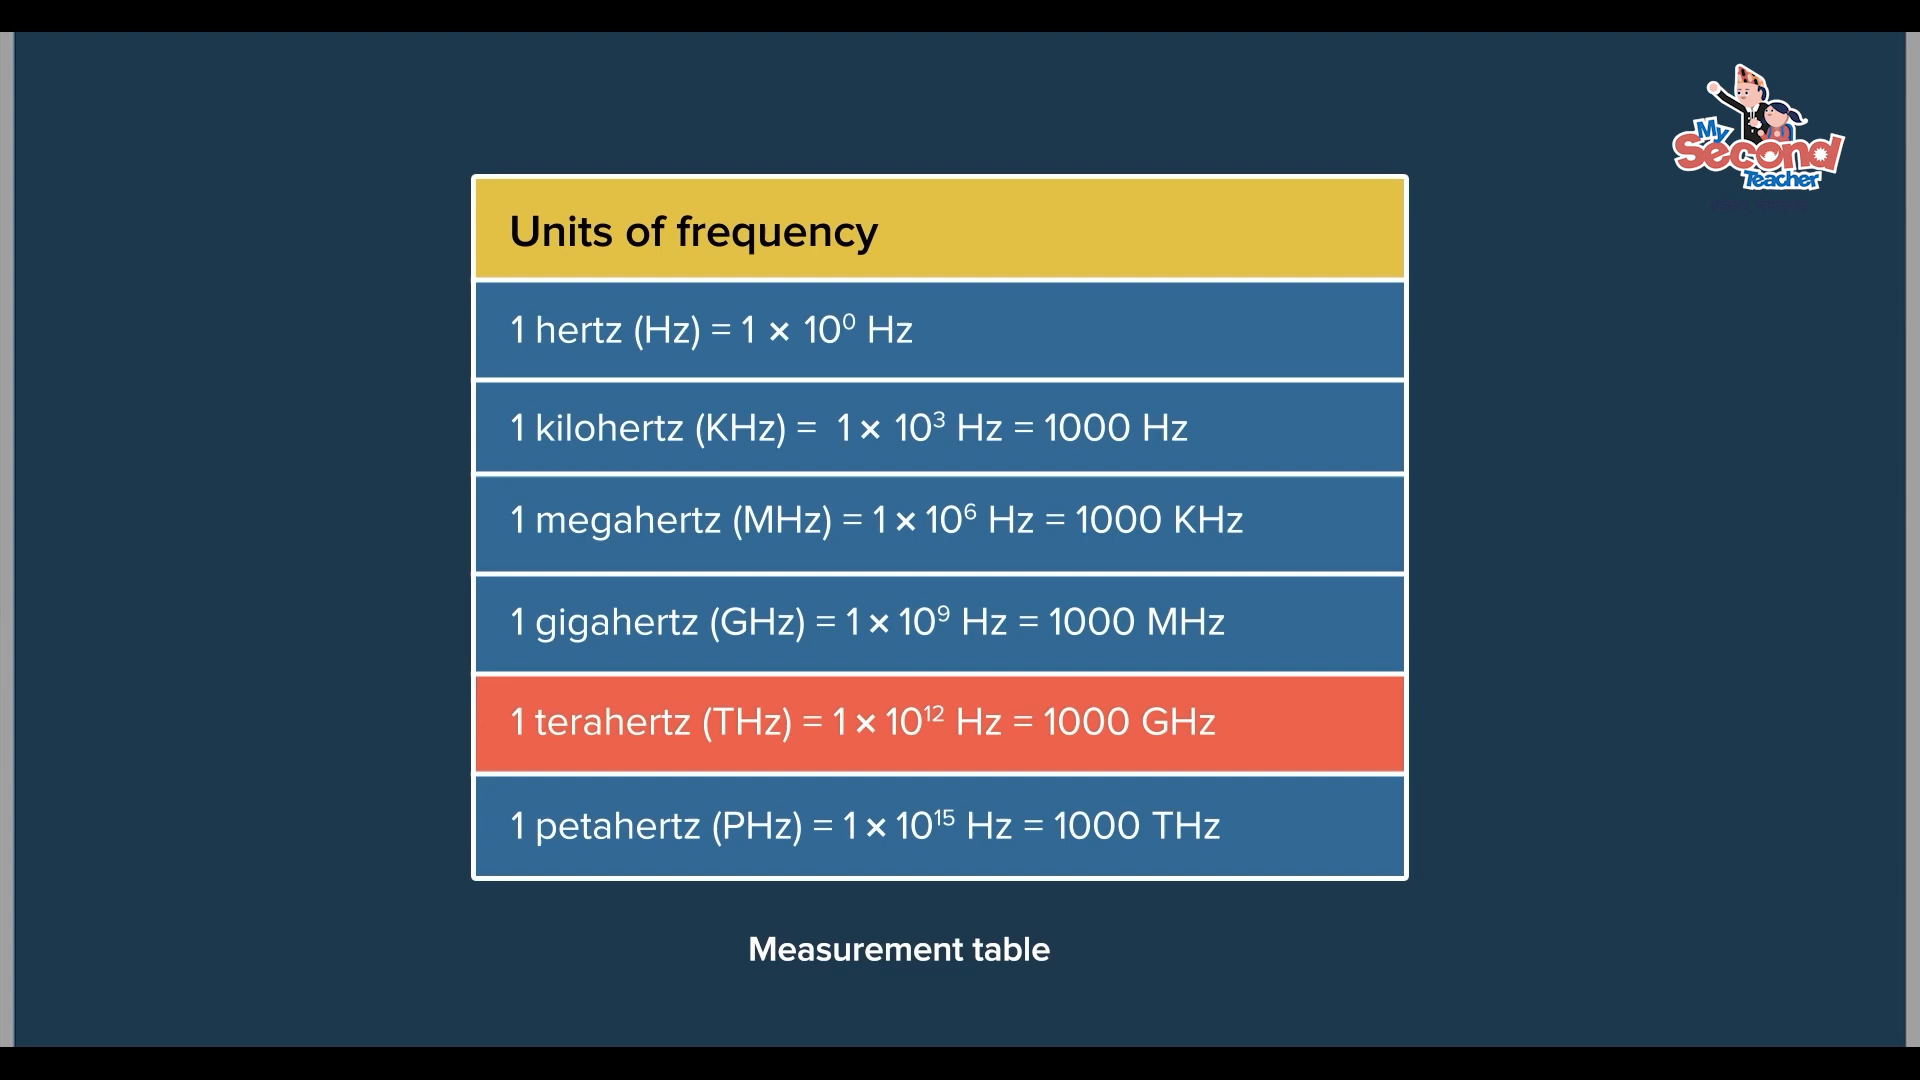 My
Second
Teacher
Units of frequency
1 hertz (Hz) = 1 × 10⁰ Hz
1 kilohertz (KHz) = 1 × 10³ Hz = 1000 Hz
1 megahertz (MHz) = 1 × 10⁶ Hz = 1000 KHz
1 gigahertz (GHz) = 1 × 10⁹ Hz = 1000 MHz
1 terahertz (THz) = 1 × 10¹² Hz = 1000 GHz
1 petahertz (PHz) = 1 × 10¹⁵ Hz = 1000 THz
Measurement table